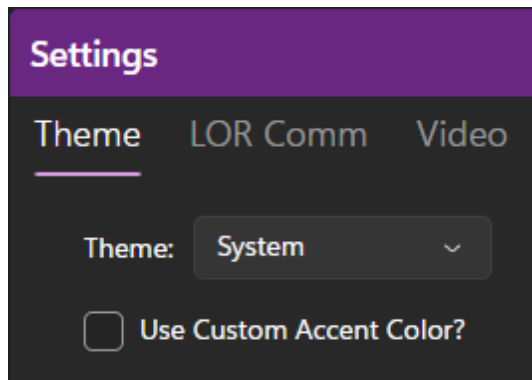 Settings
Theme LOR Comm Video
Theme: System
Use Custom Accent Color?